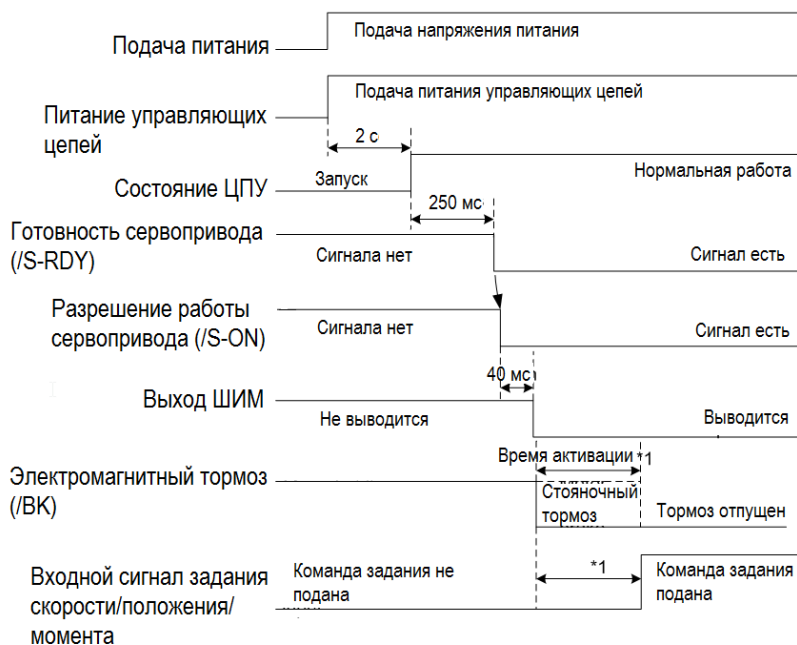 Подача питания
Подача напряжения питания
Питание управляющих
цепей
Подача питания управляющих цепей
2 с
Состояние ЦПУ
Запуск
Нормальная работа
250 мс
Готовность сервопривода
(/S-RDY)
Сигнала нет
Сигнал есть
Разрешение работы
сервопривода (/S-ON)
Сигнала нет
Сигнал есть
40 мс
Выход ШИМ
Не выводится
Выводится
Время активации *1
Электромагнитный тормоз
(/BK)
Стояночный
тормоз
Тормоз отпущен
Входной сигнал задания
скорости/положения/
момента
Команда задания не
подана
*1
Команда задания
подана